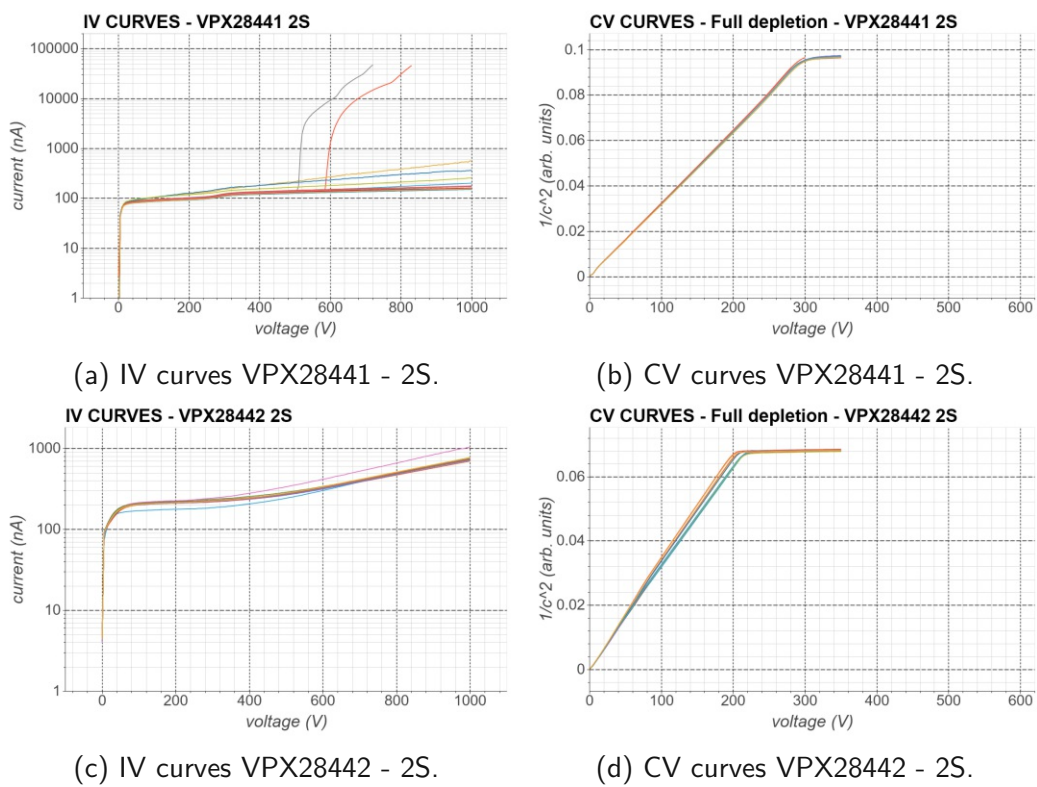 IV CURVES - VPX28441 2S
100000
10000
1000
100
10
1
current (nA)
0 200 400 600 800 1000
voltage (V)
CV CURVES - Full depletion - VPX28441 2S
0.1
0.08
0.06
0.04
0.02
0
1/c^2 (arb. units)
0 100 200 300 400 500 600
voltage (V)
(a) IV curves VPX28441 - 2S.
(b) CV curves VPX28441 - 2S.
IV CURVES - VPX28442 2S
1000
100
10
1
current (nA)
0 200 400 600 800 1000
voltage (V)
CV CURVES - Full depletion - VPX28442 2S
0.06
0.04
0.02
0
1/c^2 (arb. units)
0 100 200 300 400 500 600
voltage (V)
(c) IV curves VPX28442 - 2S.
(d) CV curves VPX28442 - 2S.